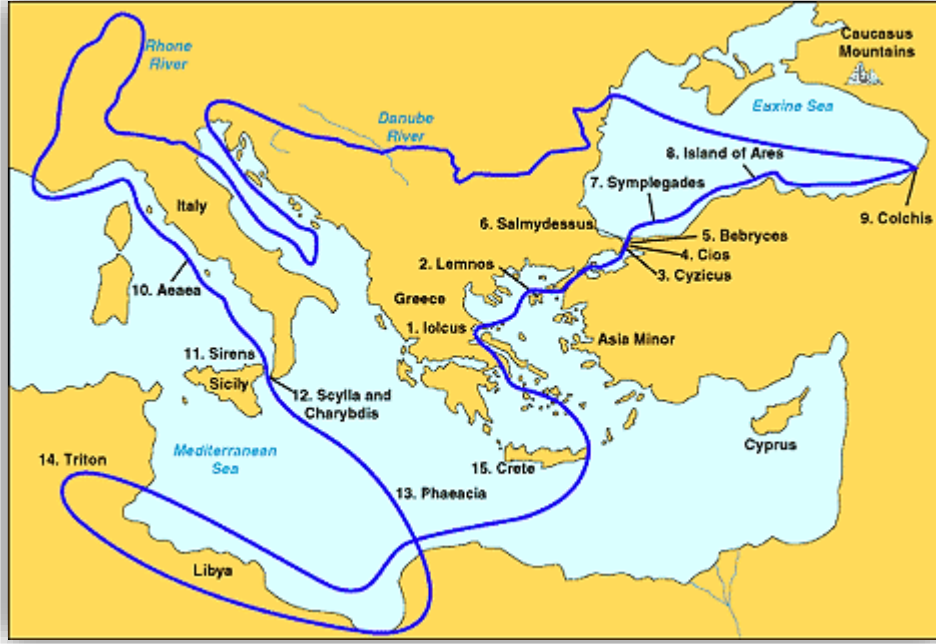 Rhone
River
Caucasus
Mountains
Euxine Sea
Danube
River
8. Island of Ares
7. Symplegades
Italy
6. Salmydessus
9. Colchis
5. Bebryces
4. Cios
3. Cyzicus
2. Lemnos
10. Aeaea
Greece
1. Iolcus
Asia Minor
11. Sirens
Sicily
12. Scylla and
Charybdis
Cyprus
Mediterranean
Sea
14. Triton
15. Crete
13. Phaeacia
Libya